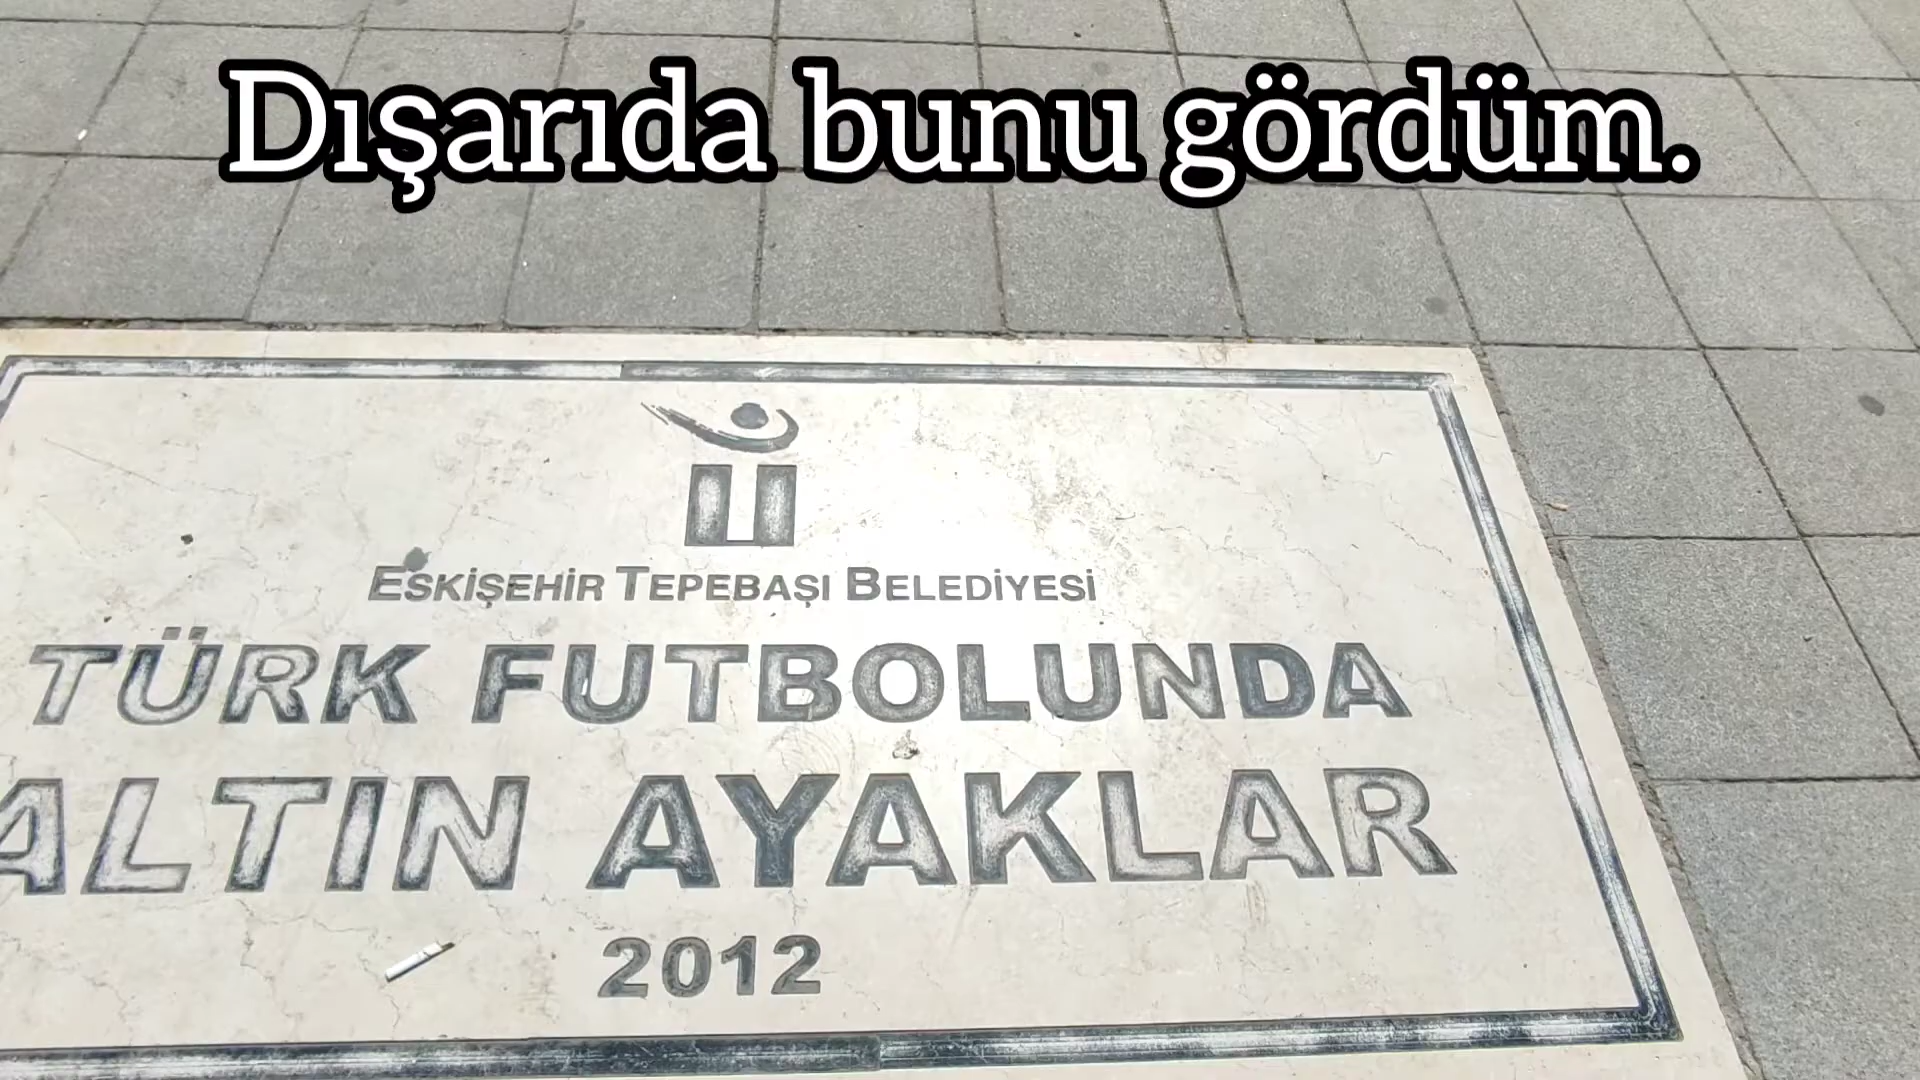 Dışarıda bunu gördüm.
ESKİŞEHİR TEPEBAŞI BELEDİYESİ
TÜRK FUTBOLUNDA
ALTIN AYAKLAR
2012